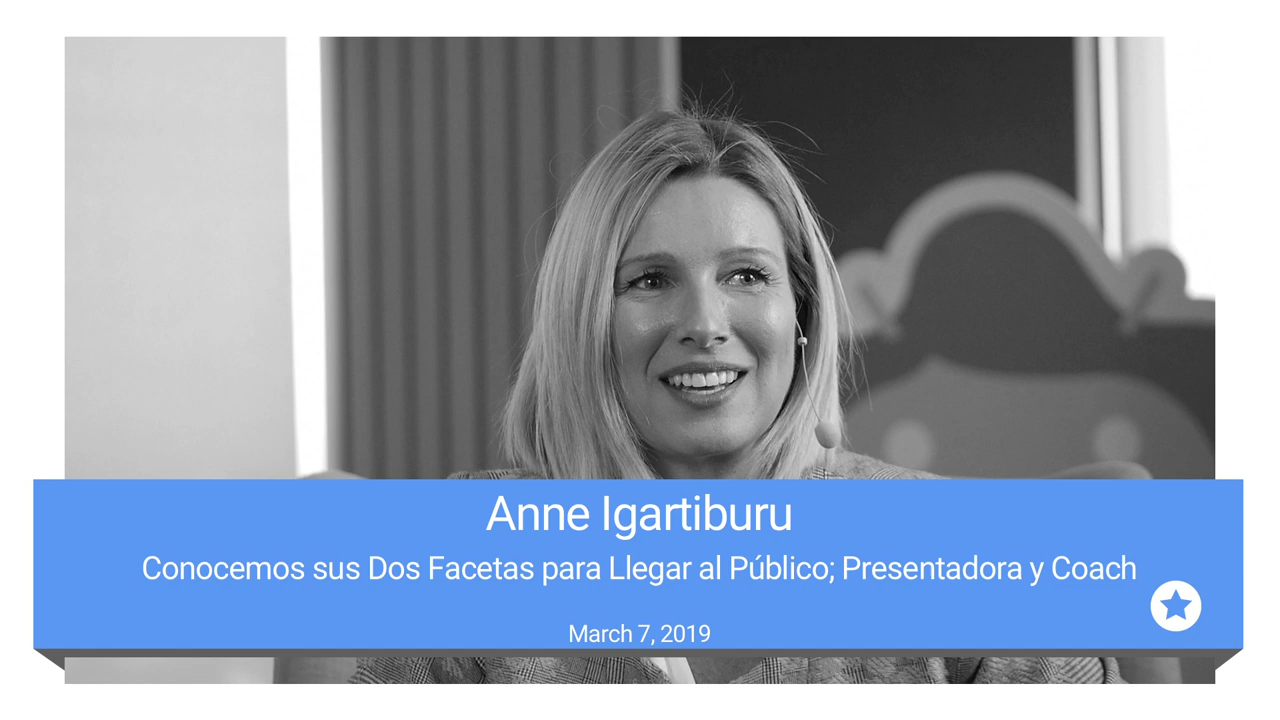 Anne Igartiburu
Conocemos sus Dos Facetas para Llegar al Público; Presentadora y Coach
March 7, 2019